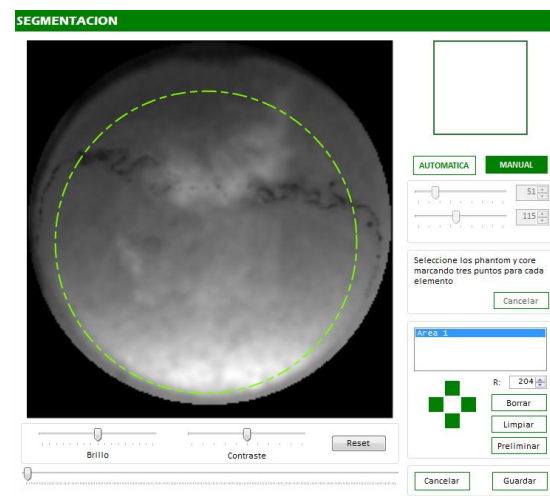 SEGMENTACION
AUTOMATICA
MANUAL
51
115
Seleccione los phantom y core
marcando tres puntos para cada
elemento
Cancelar
Area 1
R: 204
Borrar
Limpiar
Preliminar
Brillo
Contraste
Reset
Cancelar
Guardar